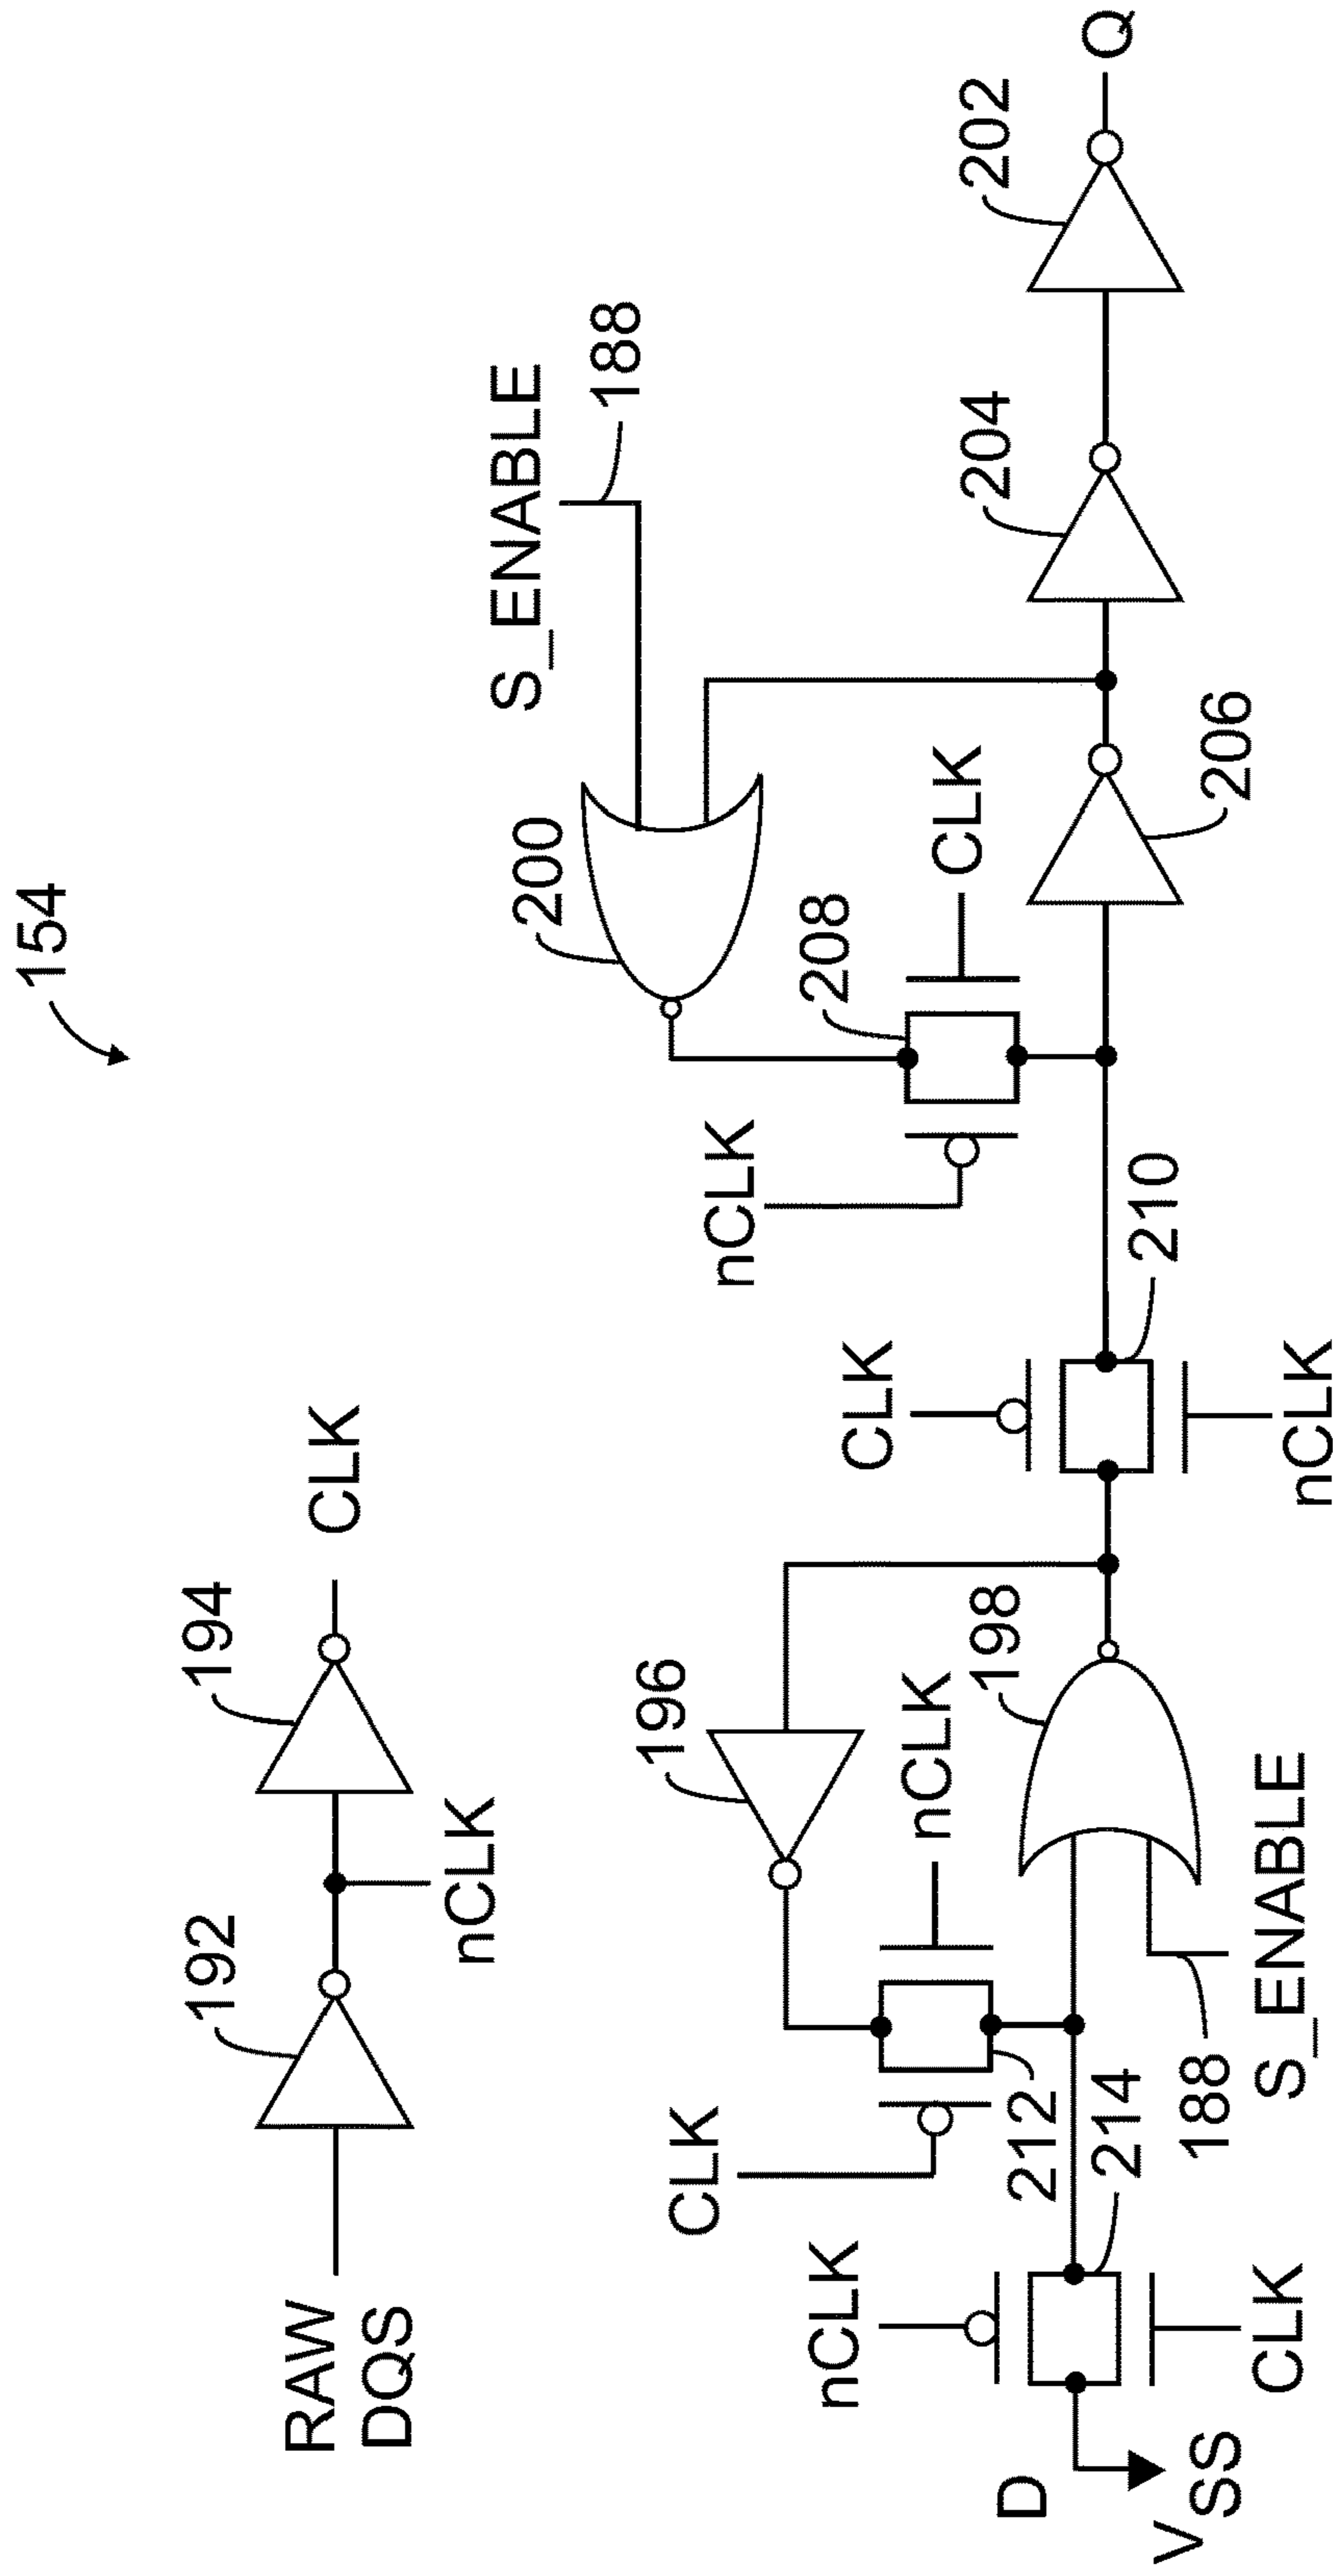 154
RAW
DQS
192
nCLK
194
CLK
D
VSS
nCLK
214
CLK
CLK
212
nCLK
196
198
188
S_ENABLE
CLK
210
nCLK
nCLK
208
CLK
200
S_ENABLE
188
206
204
202
Q